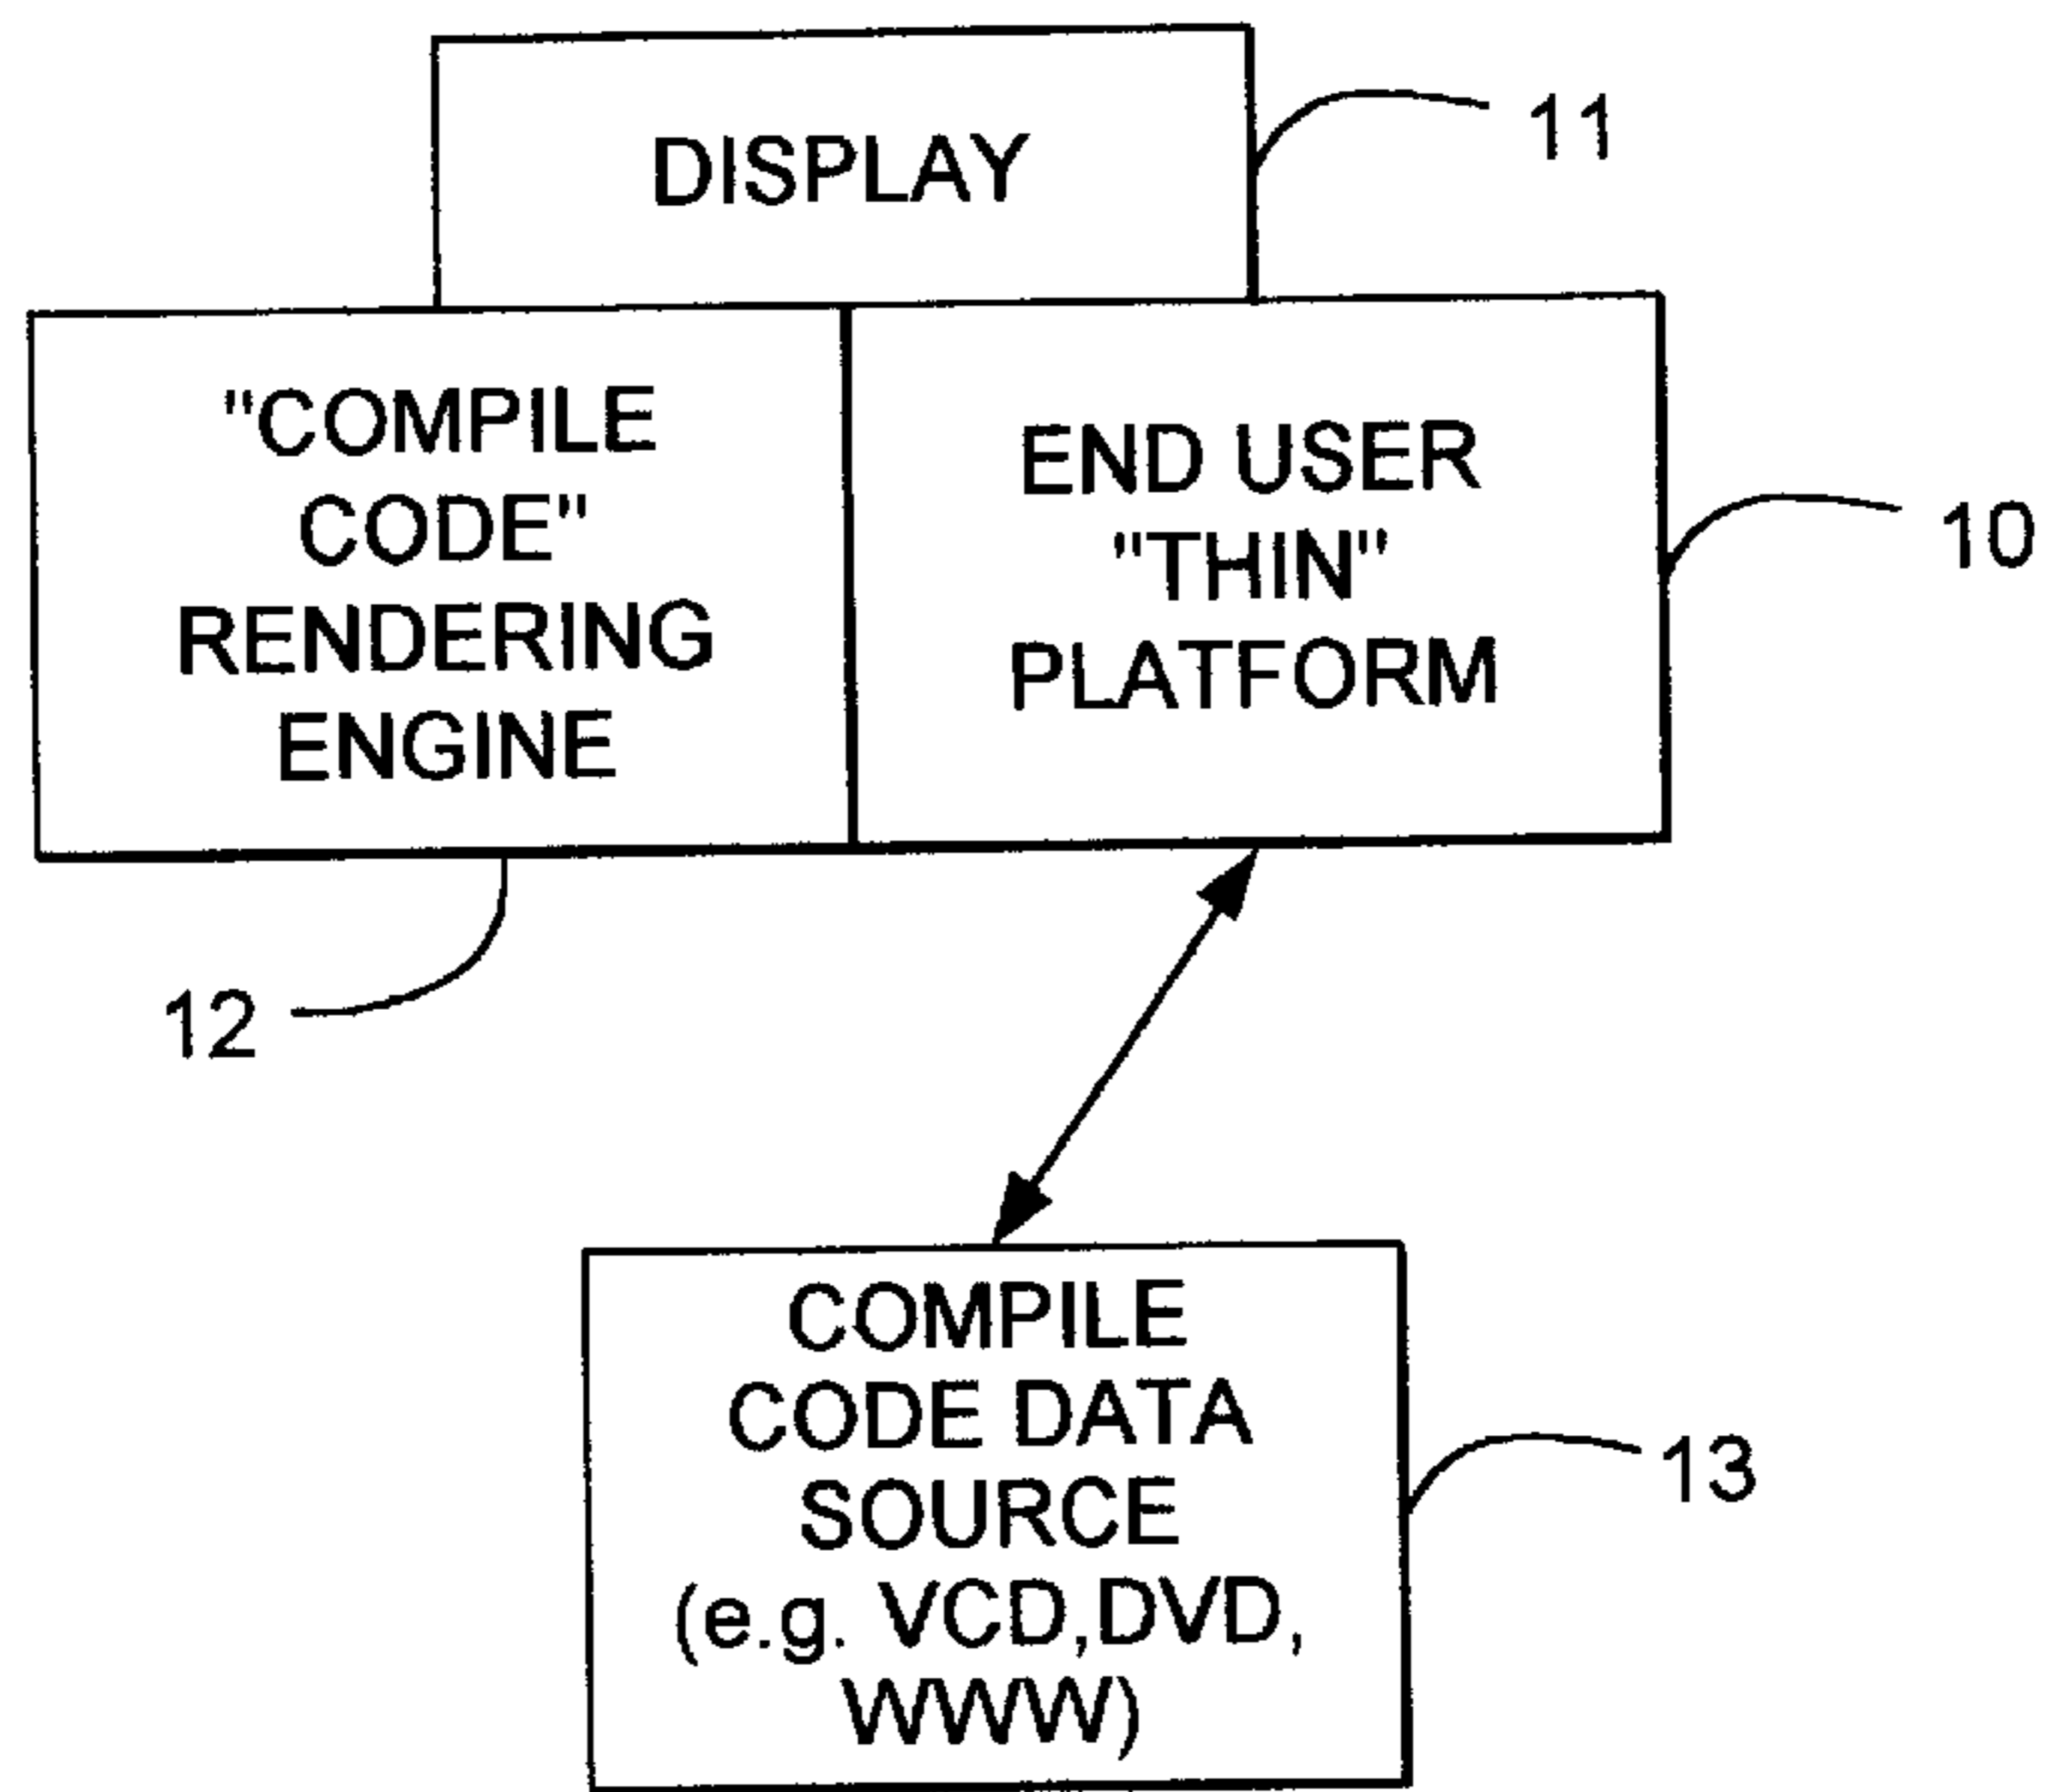 DISPLAY
11
"COMPILE
CODE"
RENDERING
ENGINE
END USER
"THIN"
PLATFORM
10
12
COMPILE
CODE DATA
SOURCE
(e.g. VCD,DVD,
WWW)
13